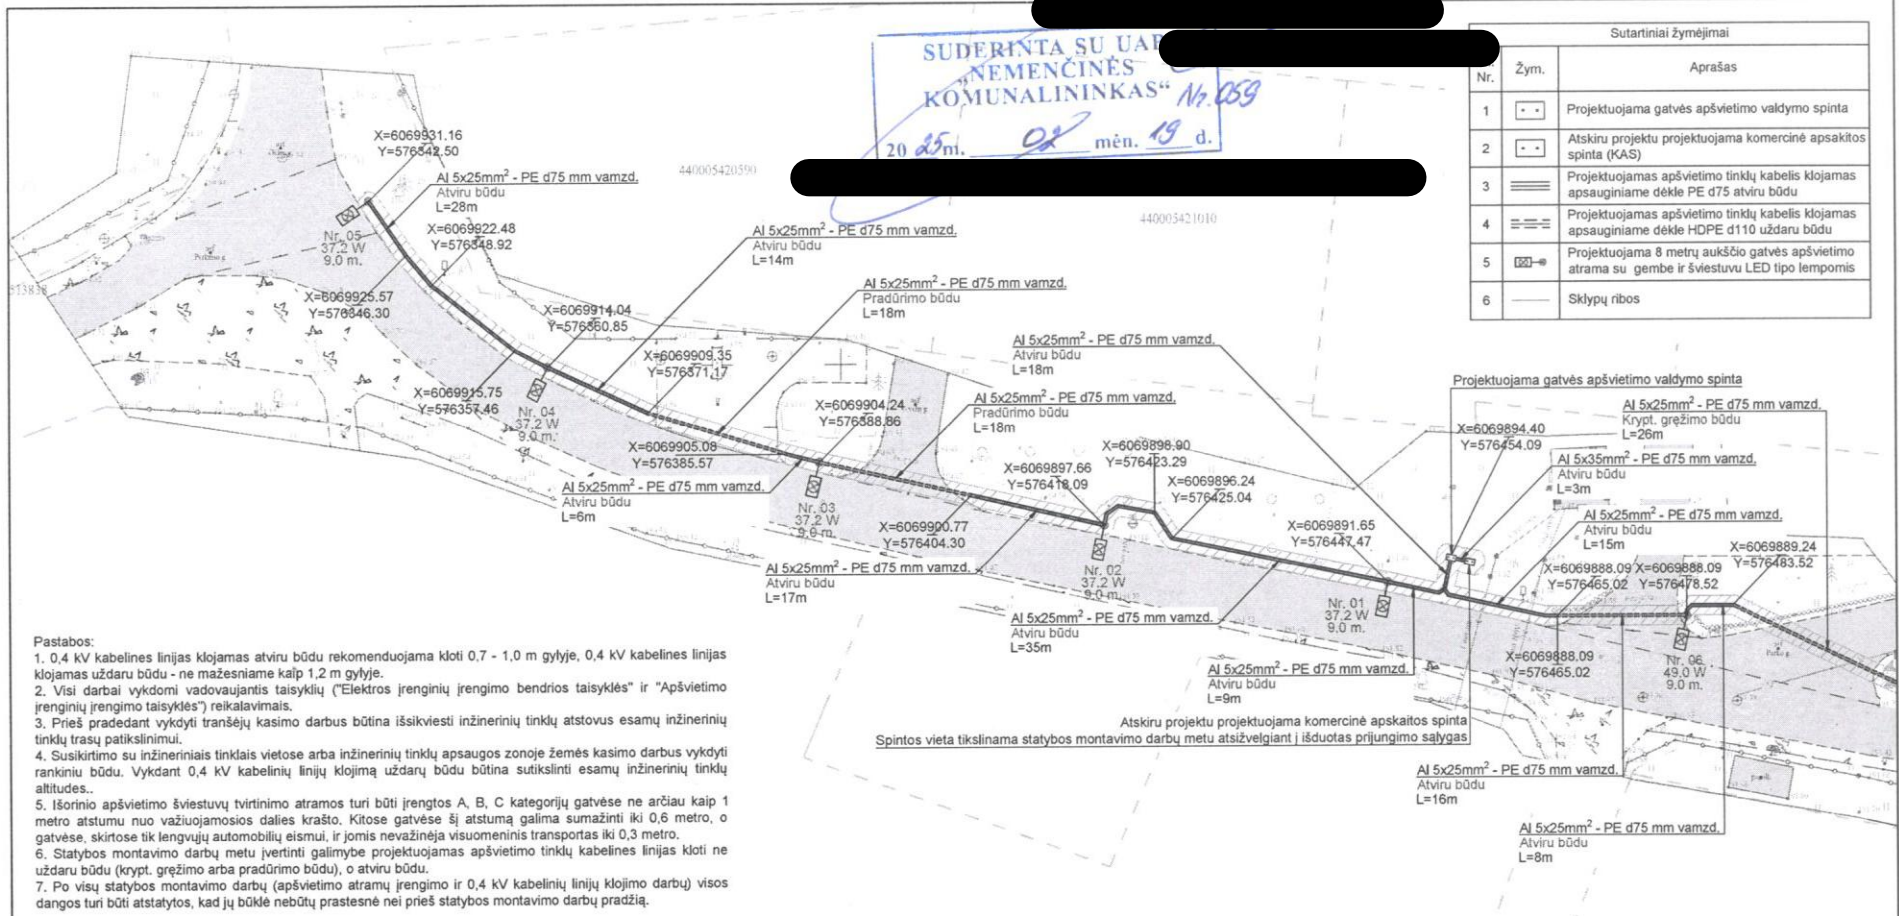 SUDERINTA SU UAB
„NEMENČINĖS
KOMUNALININKAS“ Nr. 059
20 25 m. 02 mėn. 19 d.
440005420590
440005421010
Sutartiniai žymėjimai
Nr.
Žym.
Aprašas
1
Projektuojama gatvės apšvietimo valdymo spinta
2
Atskiru projektu projektuojama komercinė apsakitos
spinta (KAS)
3
Projektuojamas apšvietimo tinklų kabelis klojamas
apsauginiame dėkle PE d75 atviru būdu
4
Projektuojamas apšvietimo tinklų kabelis klojamas
apsauginiame dėkle HDPE d110 uždaru būdu
5
Projektuojama 8 metrų aukščio gatvės apšvietimo
atrama su gembe ir šviestuvu LED tipo lempomis
6
Sklypų ribos
X=6069931.16
Y=576342.50
Al 5x25mm² - PE d75 mm vamzd.
Atviru būdu
L=28m
Nr. 05
37.2 W
9.0 m.
X=6069922.48
Y=576348.92
X=6069925.57
Y=576346.30
Al 5x25mm² - PE d75 mm vamzd.
Atviru būdu
L=14m
X=6069914.04
Y=576360.85
Al 5x25mm² - PE d75 mm vamzd.
Pradūrimo būdu
L=18m
X=6069909.35
Y=576371.17
X=6069915.75
Y=576357.46
Nr. 04
37.2 W
9.0 m.
Al 5x25mm² - PE d75 mm vamzd.
Atviru būdu
L=18m
Al 5x25mm² - PE d75 mm vamzd.
Pradūrimo būdu
L=18m
X=6069904.24
Y=576388.86
X=6069905.08
Y=576385.57
Al 5x25mm² - PE d75 mm vamzd.
Atviru būdu
L=6m
Nr. 03
37.2 W
9.0 m.
X=6069898.90
Y=576423.29
X=6069897.66
Y=576418.09
X=6069896.24
Y=576425.04
X=6069900.77
Y=576404.30
Al 5x25mm² - PE d75 mm vamzd.
Atviru būdu
L=17m
Nr. 02
37.2 W
9.0 m.
Projektuojama gatvės apšvietimo valdymo spinta
Al 5x25mm² - PE d75 mm vamzd.
Krypt. gręžimo būdu
L=26m
X=6069894.40
Y=576454.09
Al 5x35mm² - PE d75 mm vamzd.
Atviru būdu
L=3m
Al 5x25mm² - PE d75 mm vamzd.
Atviru būdu
L=15m
X=6069891.65
Y=576447.47
X=6069889.24
Y=576483.52
X=6069888.09
Y=576465.02
X=6069888.09
Y=576478.52
Nr. 01
37.2 W
9.0 m.
Al 5x25mm² - PE d75 mm vamzd.
Atviru būdu
L=35m
X=6069888.09
Y=576465.02
Nr. 06
49.0 W
9.0 m.
Al 5x25mm² - PE d75 mm vamzd.
Atviru būdu
L=9m
Atskiru projektu projektuojama komercinė apskaitos spinta
Spintos vieta tikslinama statybos montavimo darbų metu atsižvelgiant į išduotas prijungimo sąlygas
Al 5x25mm² - PE d75 mm vamzd.
Atviru būdu
L=16m
Al 5x25mm² - PE d75 mm vamzd.
Atviru būdu
L=8m
Pastabos:
1. 0,4 kV kabelines linijas klojamas atviru būdu rekomenduojama kloti 0,7 - 1,0 m gylyje, 0,4 kV kabelines linijas
klojamas uždaru būdu - ne mažesniame kaip 1,2 m gylyje.
2. Visi darbai vykdomi vadovaujantis taisyklių ("Elektros įrenginių įrengimo bendrios taisyklės" ir "Apšvietimo
įrenginių įrengimo taisyklės") reikalavimais.
3. Prieš pradedant vykdyti tranšėjų kasimo darbus būtina išsikviesti inžinerinių tinklų atstovus esamų inžinerinių
tinklų trasų patikslinimui.
4. Susikirtimo su inžineriniais tinklais vietose arba inžinerinių tinklų apsaugos zonoje žemės kasimo darbus vykdyti
rankiniu būdu. Vykdant 0,4 kV kabelinių linijų klojimą uždarų būdu būtina sutikslinti esamų inžinerinių tinklų
altitudes..
5. Išorinio apšvietimo šviestuvų tvirtinimo atramos turi būti įrengtos A, B, C kategorijų gatvėse ne arčiau kaip 1
metro atstumu nuo važiuojamosios dalies krašto. Kitose gatvėse šį atstumą galima sumažinti iki 0,6 metro, o
gatvėse, skirtose tik lengvųjų automobilių eismui, ir jomis nevažinėja visuomeninis transportas iki 0,3 metro.
6. Statybos montavimo darbų metu įvertinti galimybe projektuojamas apšvietimo tinklų kabelines linijas kloti ne
uždaru būdu (krypt. gręžimo arba pradūrimo būdu), o atviru būdu.
7. Po visų statybos montavimo darbų (apšvietimo atramų įrengimo ir 0,4 kV kabelinių linijų klojimo darbų) visos
dangos turi būti atstatytos, kad jų būklė nebūtų prastesnė nei prieš statybos montavimo darbų pradžią.